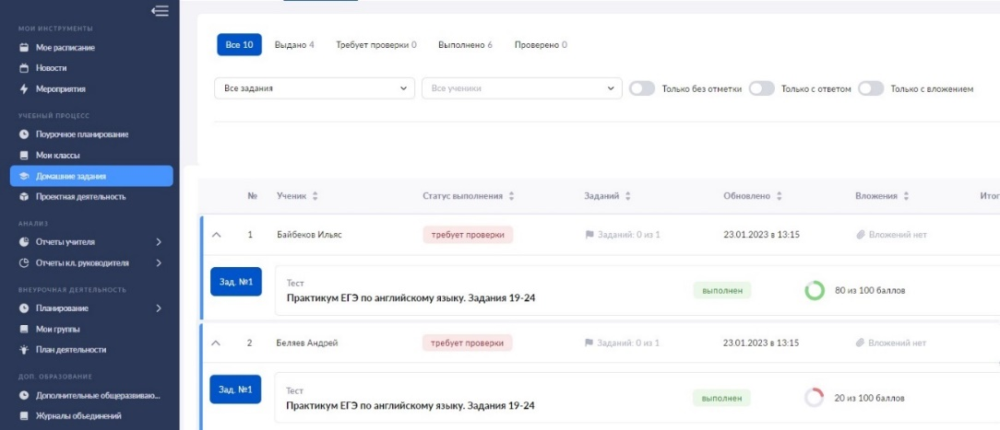 МОИ ИНСТРУМЕНТЫ
Мое расписание
Новости
Мероприятия
УЧЕБНЫЙ ПРОЦЕСС
Поурочное планирование
Мои классы
Домашние задания
Проектная деятельность
АНАЛИЗ
Отчеты учителя
Отчеты кл. руководителя
ВНЕУРОЧНАЯ ДЕЯТЕЛЬНОСТЬ
Планирование
Мои группы
План деятельности
ДОП. ОБРАЗОВАНИЕ
Дополнительные общеразвиваю...
Журналы объединений
Все 10 Выдано 4 Требует проверки 0 Выполнено 6 Проверено 0
Все задания Все ученики Только без отметки Только с ответом Только с вложением
№ Ученик Статус выполнения Заданий Обновлено Вложения Итог
1 Байбеков Ильяс требует проверки Заданий: 0 из 1 23.01.2023 в 13:15 Вложений нет
Зад. №1
Тест
Практикум ЕГЭ по английскому языку. Задания 19-24
выполнен 80 из 100 баллов
2 Беляев Андрей требует проверки Заданий: 0 из 1 23.01.2023 в 13:15 Вложений нет
Зад. №1
Тест
Практикум ЕГЭ по английскому языку. Задания 19-24
выполнен 20 из 100 баллов